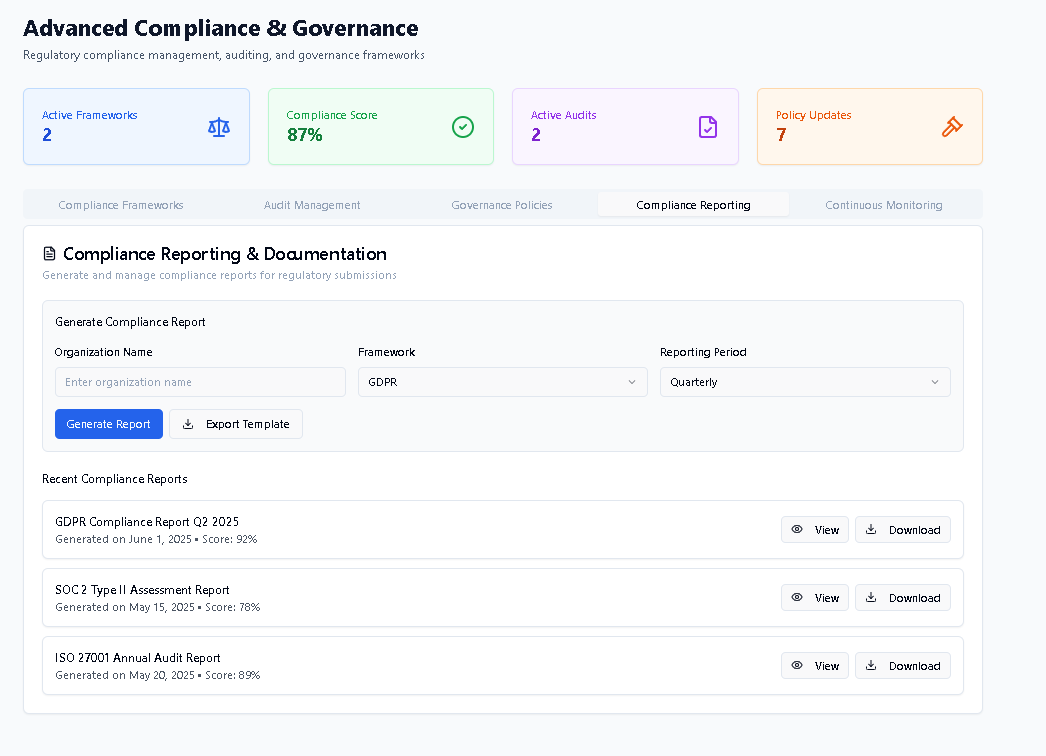 Advanced Compliance & Governance
Regulatory compliance management, auditing, and governance frameworks
Active Frameworks
2
Compliance Score
87%
Active Audits
2
Policy Updates
7
Compliance Frameworks
Audit Management
Governance Policies
Compliance Reporting
Continuous Monitoring
Compliance Reporting & Documentation
Generate and manage compliance reports for regulatory submissions
Generate Compliance Report
Organization Name
Framework
Reporting Period
Enter organization name
GDPR
Quarterly
Generate Report
Export Template
Recent Compliance Reports
GDPR Compliance Report Q2 2025
Generated on June 1, 2025 • Score: 92%
View
Download
SOC 2 Type II Assessment Report
Generated on May 15, 2025 • Score: 78%
View
Download
ISO 27001 Annual Audit Report
Generated on May 20, 2025 • Score: 89%
View
Download